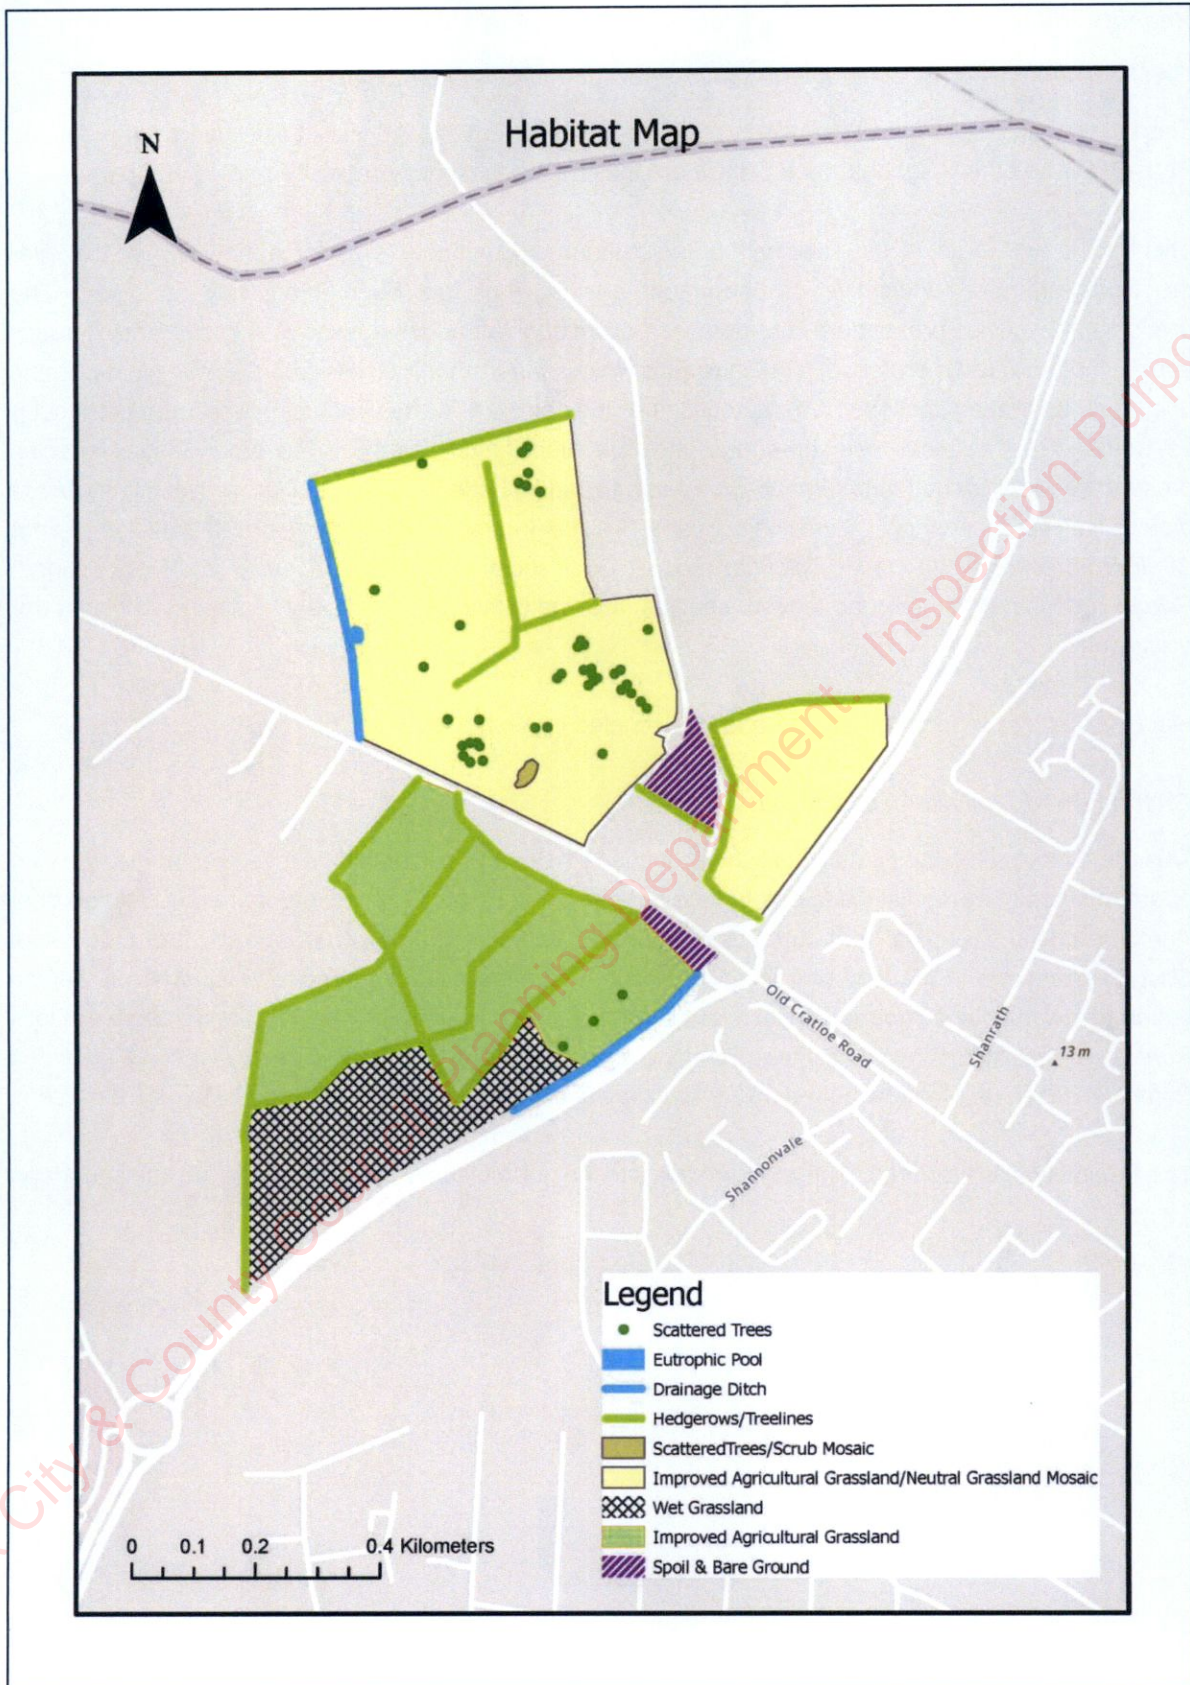 Habitat Map
N
Old Cratloe Road
Shanrath
13 m
Shannonvale
Legend
Scattered Trees
Eutrophic Pool
Drainage Ditch
Hedgerows/Treelines
ScatteredTrees/Scrub Mosaic
Improved Agricultural Grassland/Neutral Grassland Mosaic
Wet Grassland
Improved Agricultural Grassland
Spoil & Bare Ground
0 0.1 0.2 0.4 Kilometers
City & County Council Planning Department. Inspection Purpo